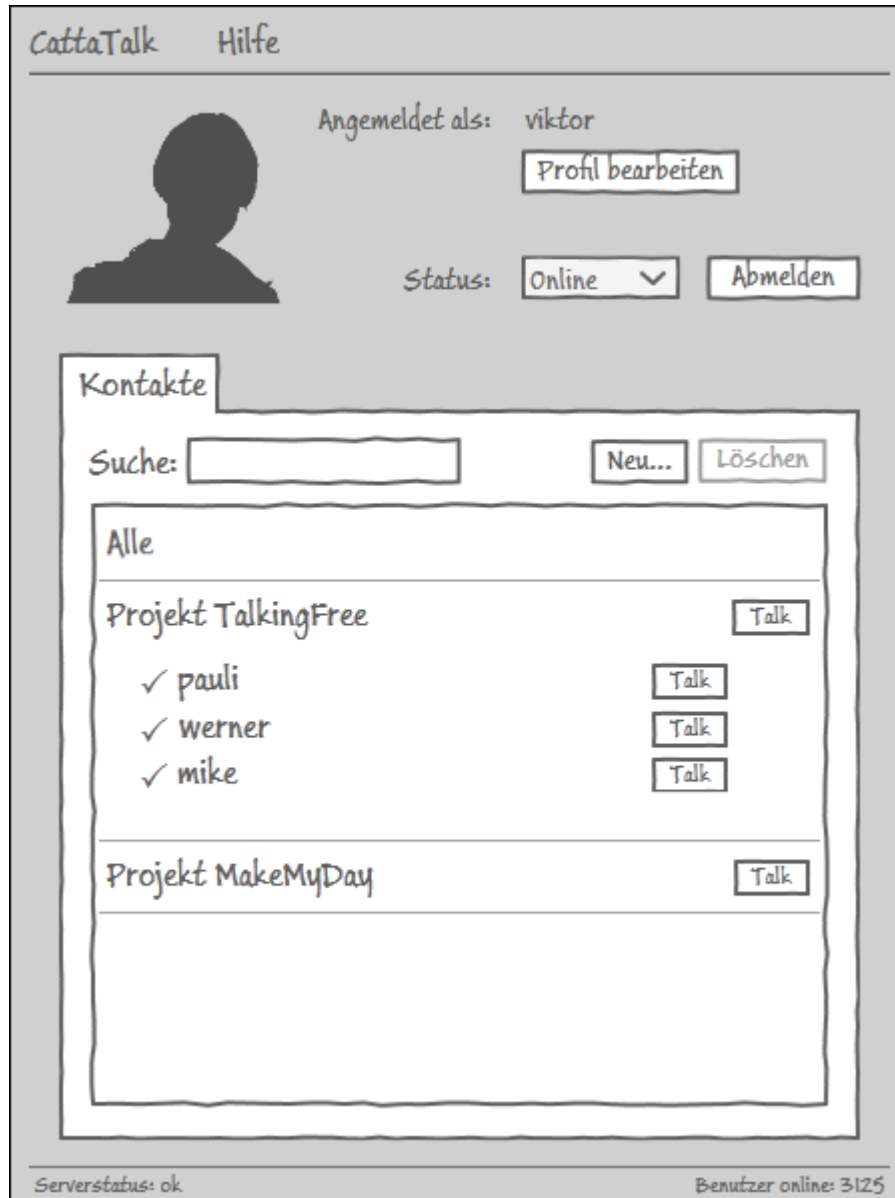 CattaTalk Hilfe
Angemeldet als: viktor
Profil bearbeiten
Status: Online Abmelden
Kontakte
Suche: Neu... Löschen
Alle
Projekt TalkingFree Talk
pauli Talk
werner Talk
mike Talk
Projekt MakeMyDay Talk
Serverstatus: ok Benutzer online: 3125